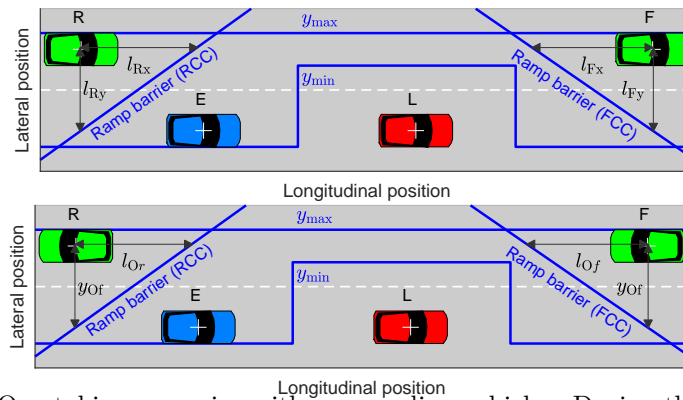 R
F
y_max
l_Rx
l_Fx
Ramp barrier (RCC)
Ramp barrier (FCC)
l_Ry
l_Fy
y_min
E
L
Lateral position
Longitudinal position
R
F
y_max
l_Or
l_Of
Ramp barrier (RCC)
Ramp barrier (FCC)
y_Of
y_Of
y_min
E
L
Lateral position
Longitudinal position